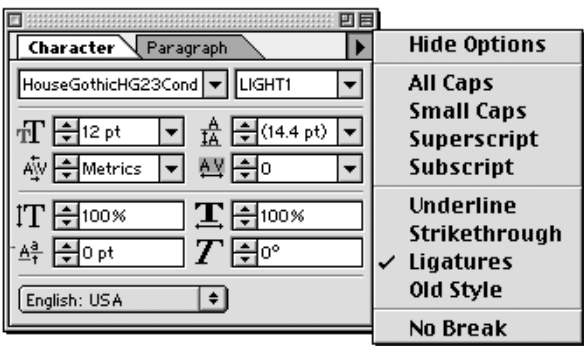 Character Paragraph
HouseGothicHG23Cond LIGHT1
12 pt (14.4 pt)
Metrics 0
100% 100%
0 pt 0°
English: USA
Hide Options
All Caps
Small Caps
Superscript
Subscript
Underline
Strikethrough
✓ Ligatures
Old Style
No Break